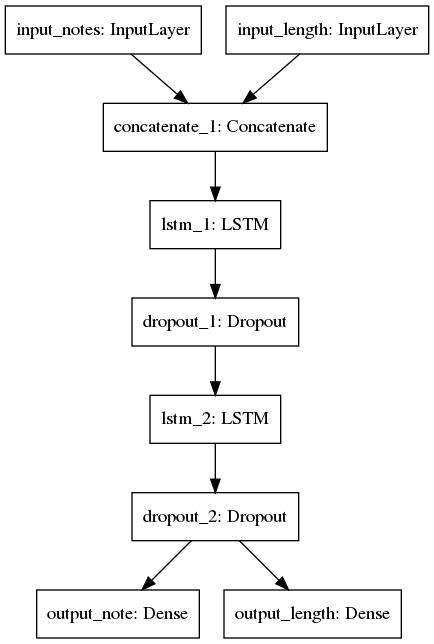 input_notes: InputLayer
input_length: InputLayer
concatenate_1: Concatenate
lstm_1: LSTM
dropout_1: Dropout
lstm_2: LSTM
dropout_2: Dropout
output_note: Dense
output_length: Dense